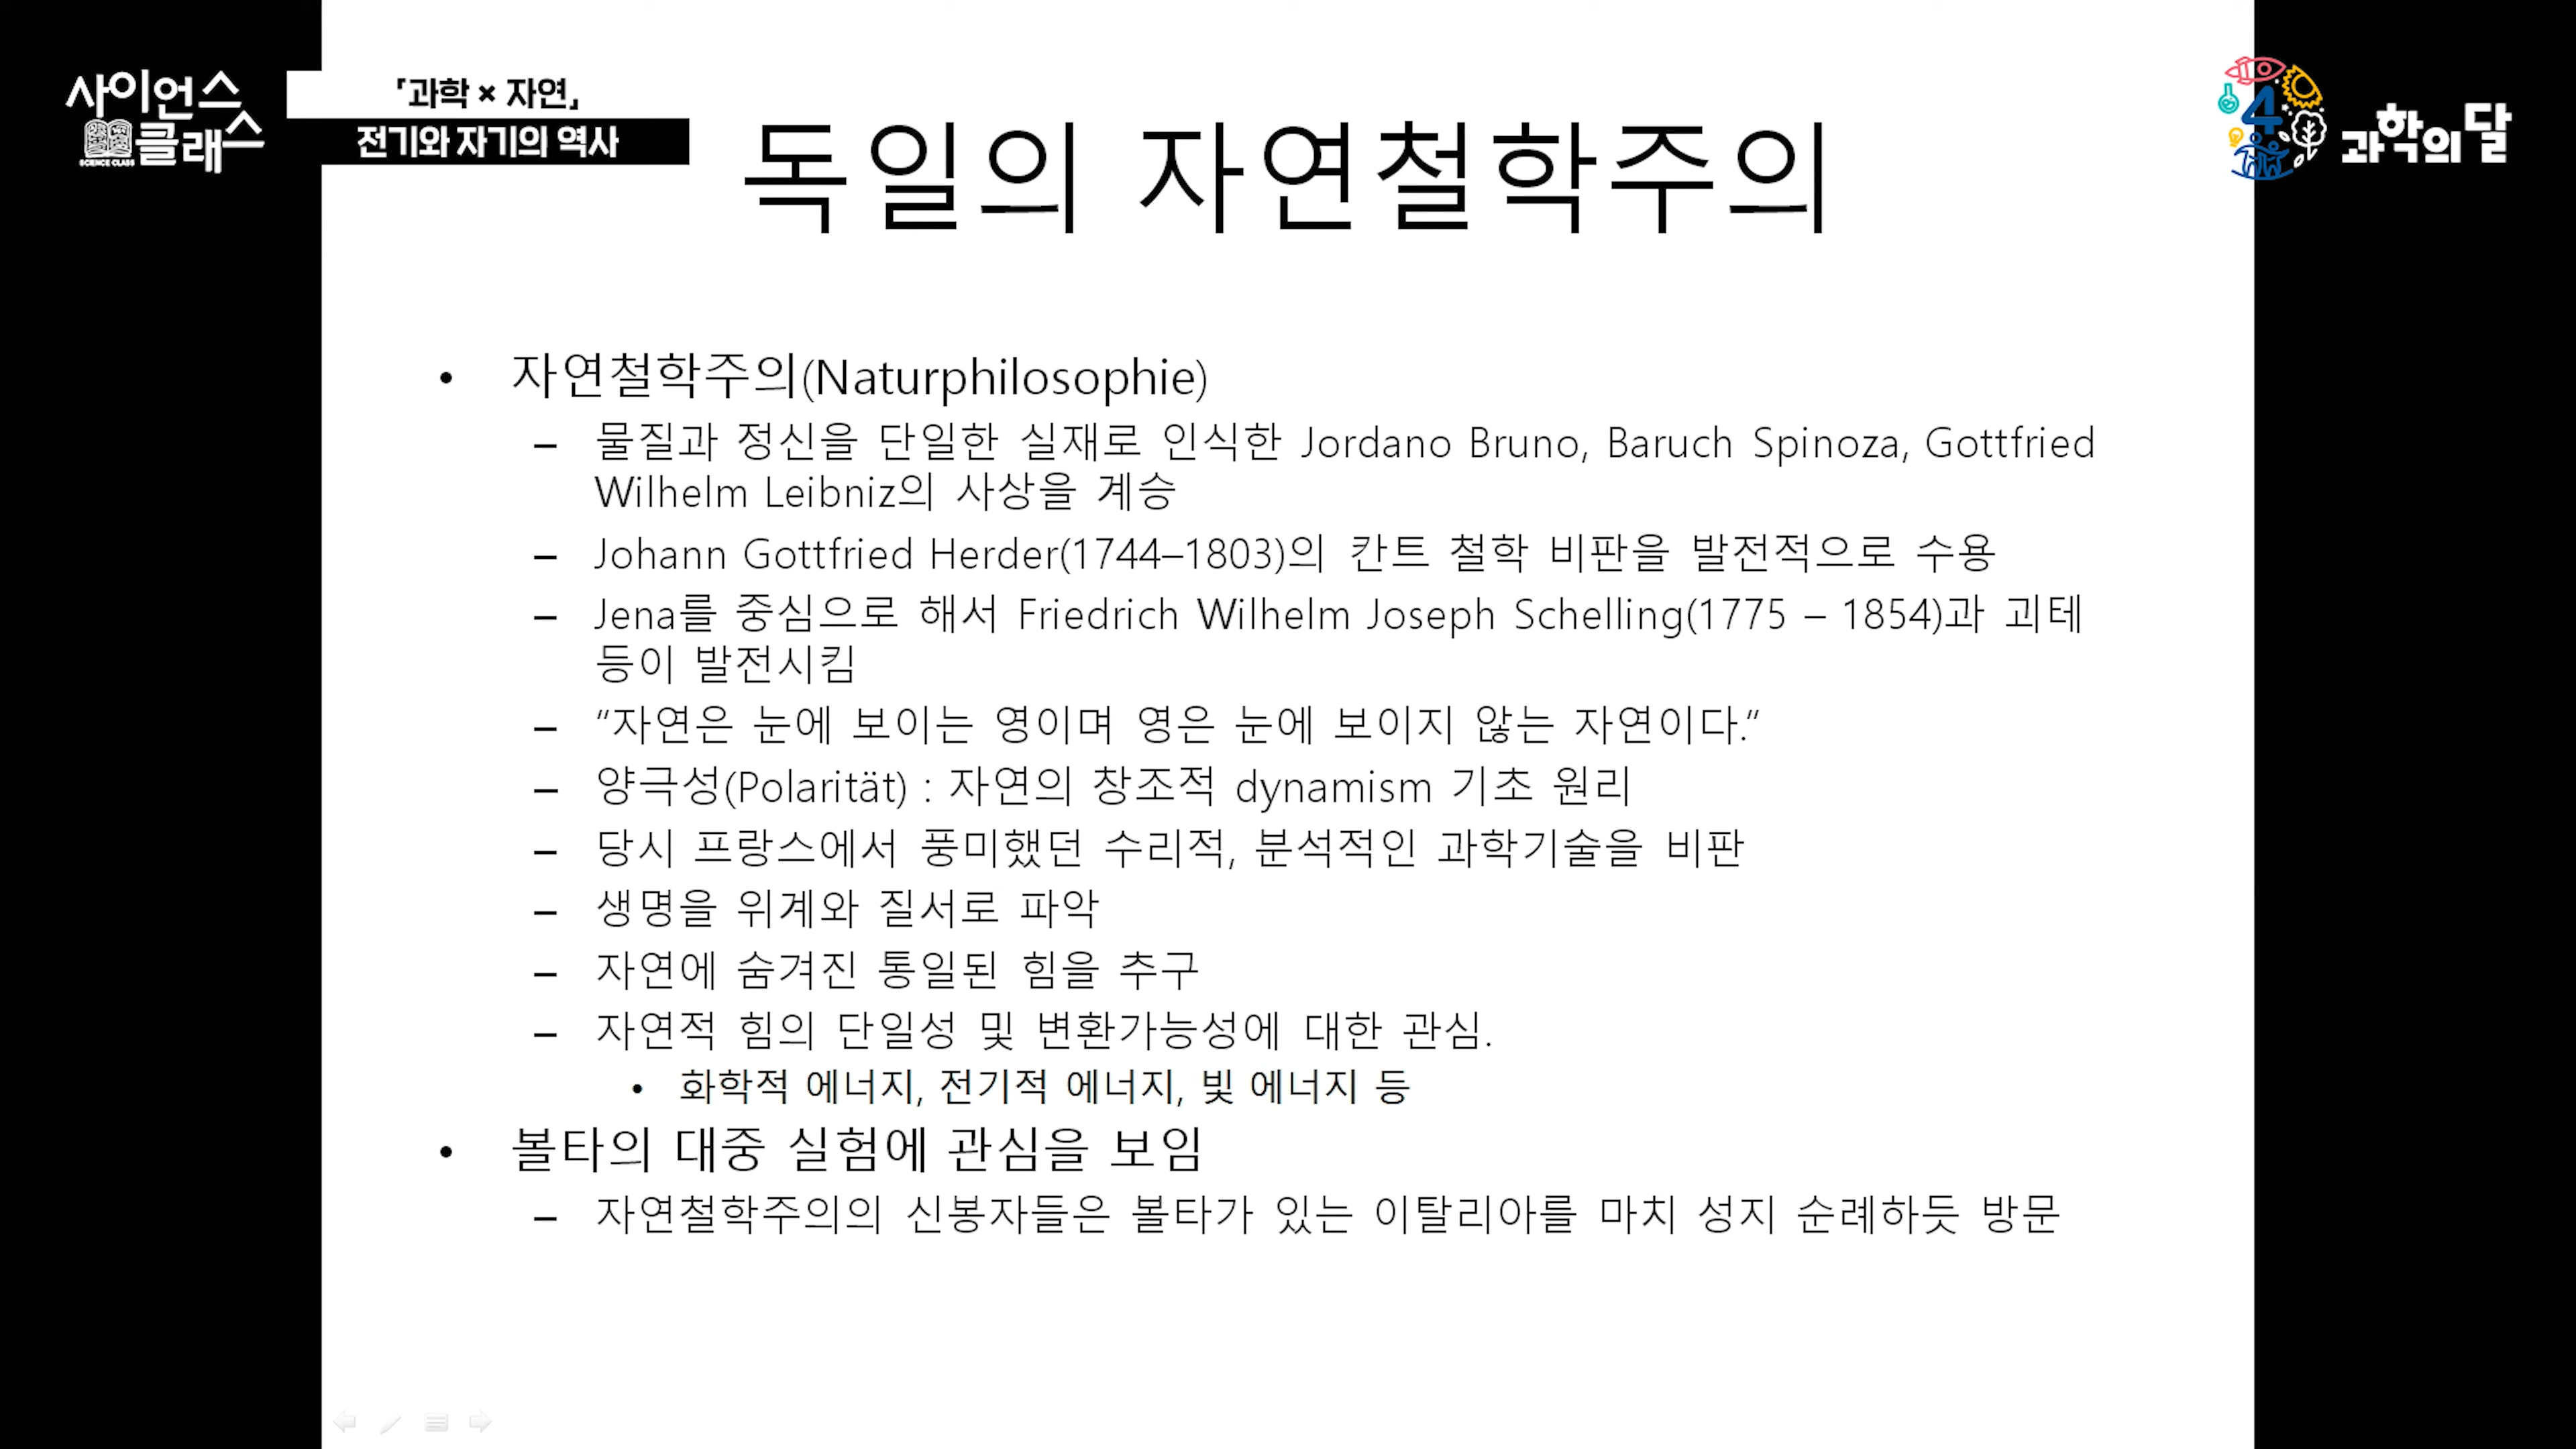 사이언스
클래스
SCIENCE CLASS
「과학 × 자연」
전기와 자기의 역사
4
과학의 달
독일의 자연철학주의
• 자연철학주의(Naturphilosophie)
– 물질과 정신을 단일한 실재로 인식한 Jordano Bruno, Baruch Spinoza, Gottfried
Wilhelm Leibniz의 사상을 계승
– Johann Gottfried Herder(1744–1803)의 칸트 철학 비판을 발전적으로 수용
– Jena를 중심으로 해서 Friedrich Wilhelm Joseph Schelling(1775 – 1854)과 괴테
등이 발전시킴
– “자연은 눈에 보이는 영이며 영은 눈에 보이지 않는 자연이다.”
– 양극성(Polarität) : 자연의 창조적 dynamism 기초 원리
– 당시 프랑스에서 풍미했던 수리적, 분석적인 과학기술을 비판
– 생명을 위계와 질서로 파악
– 자연에 숨겨진 통일된 힘을 추구
– 자연적 힘의 단일성 및 변환가능성에 대한 관심.
• 화학적 에너지, 전기적 에너지, 빛 에너지 등
• 볼타의 대중 실험에 관심을 보임
– 자연철학주의의 신봉자들은 볼타가 있는 이탈리아를 마치 성지 순례하듯 방문